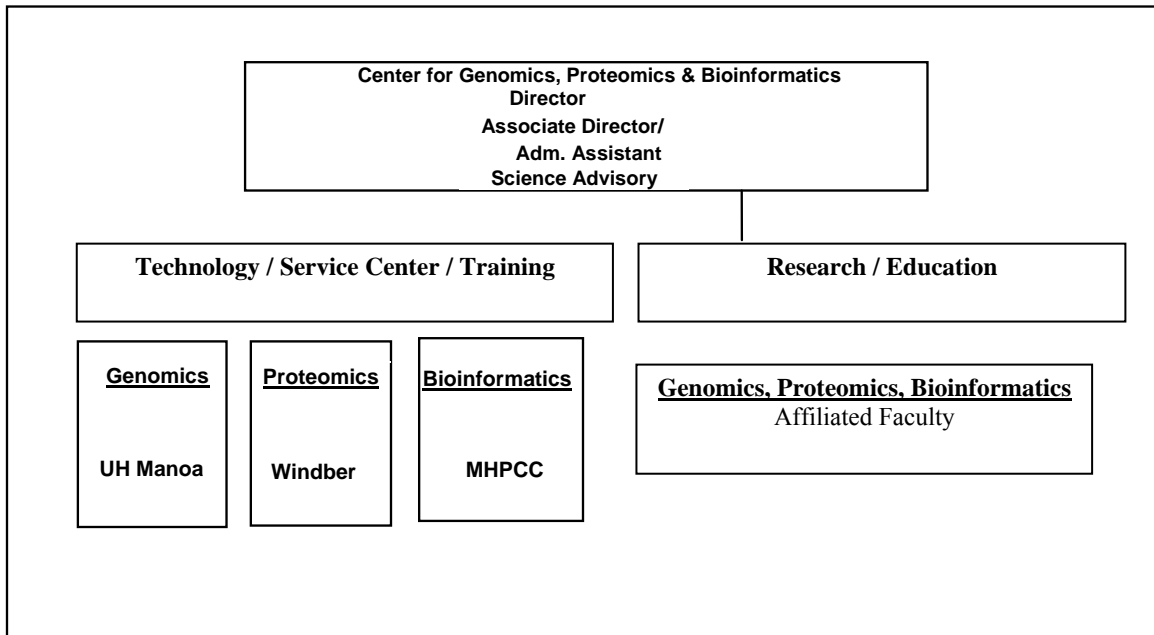 Center for Genomics, Proteomics & Bioinformatics
Director
Associate Director/
Adm. Assistant
Science Advisory
Technology / Service Center / Training
Research / Education
Genomics
UH Manoa
Proteomics
Windber
Bioinformatics
MHPCC
Genomics, Proteomics, Bioinformatics
Affiliated Faculty